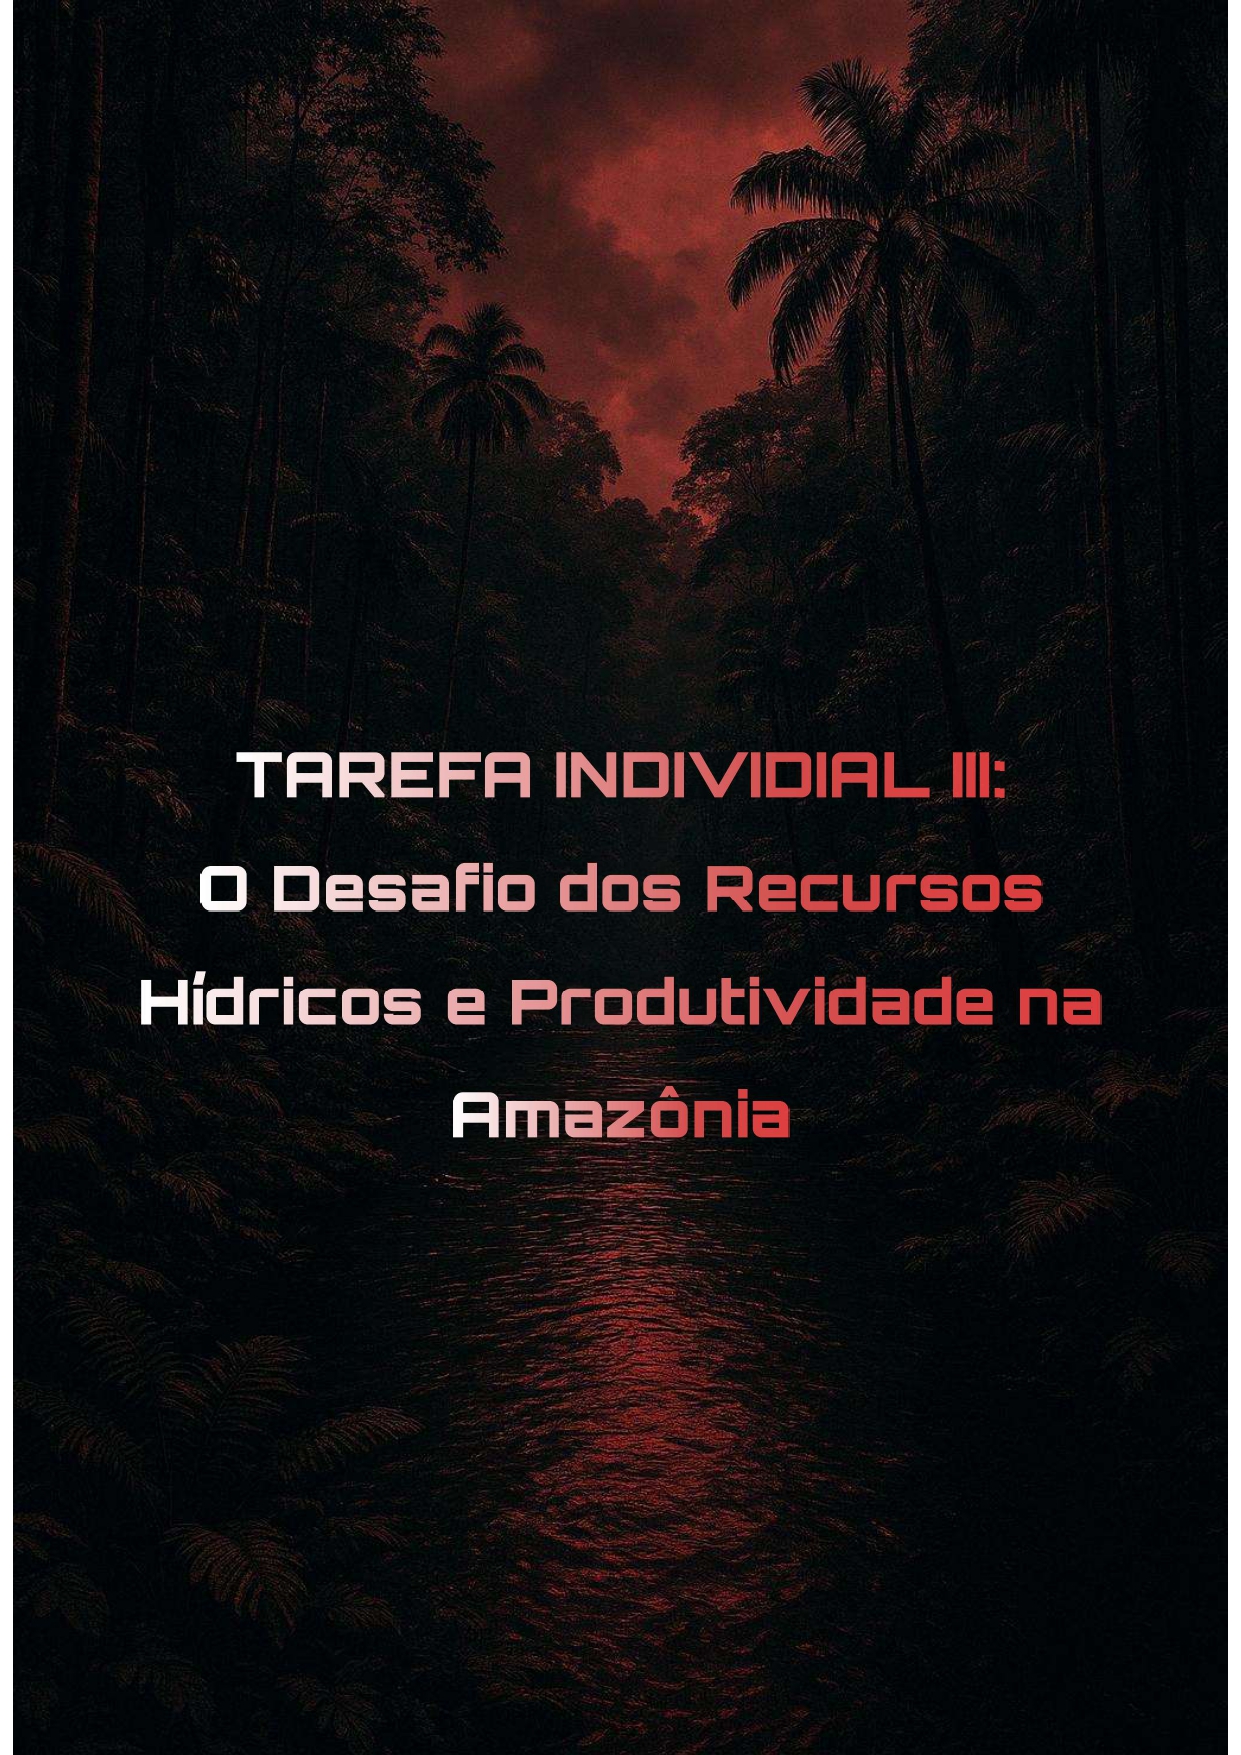 TAREFA INDIVIDIAL III:
O Desafio dos Recursos
Hídricos e Produtividade na
Amazônia